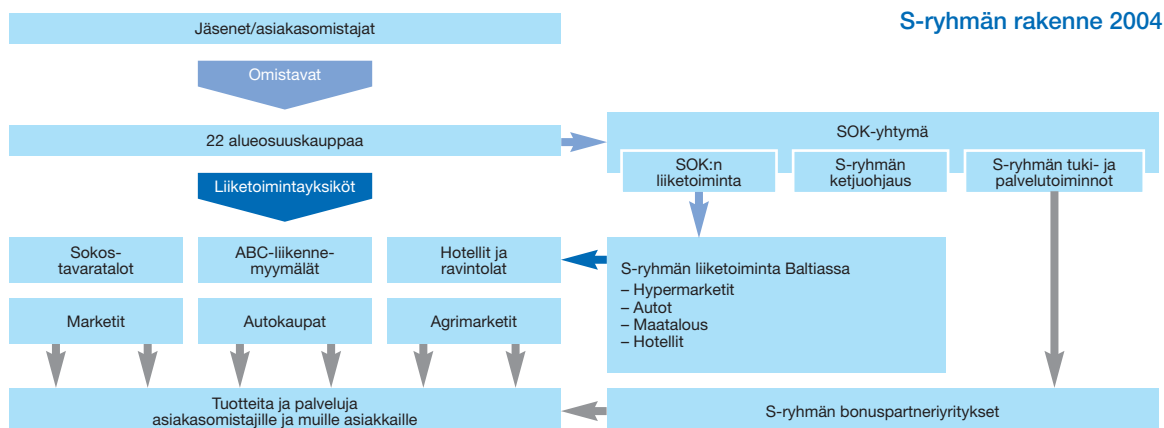 S-ryhmän rakenne 2004
Jäsenet/asiakasomistajat
Omistavat
22 alueosuuskauppaa
Liiketoimintayksiköt
SOK-yhtymä
SOK:n
liiketoiminta
S-ryhmän
ketjuohjaus
S-ryhmän tuki- ja
palvelutoiminnot
Sokos-
tavaratalot
ABC-liikenne-
myymälät
Hotellit ja
ravintolat
Marketit
Autokaupat
Agrimarketit
S-ryhmän liiketoiminta Baltiassa
– Hypermarketit
– Autot
– Maatalous
– Hotellit
Tuotteita ja palveluja
asiakasomistajille ja muille asiakkaille
S-ryhmän bonuspartneriyritykset